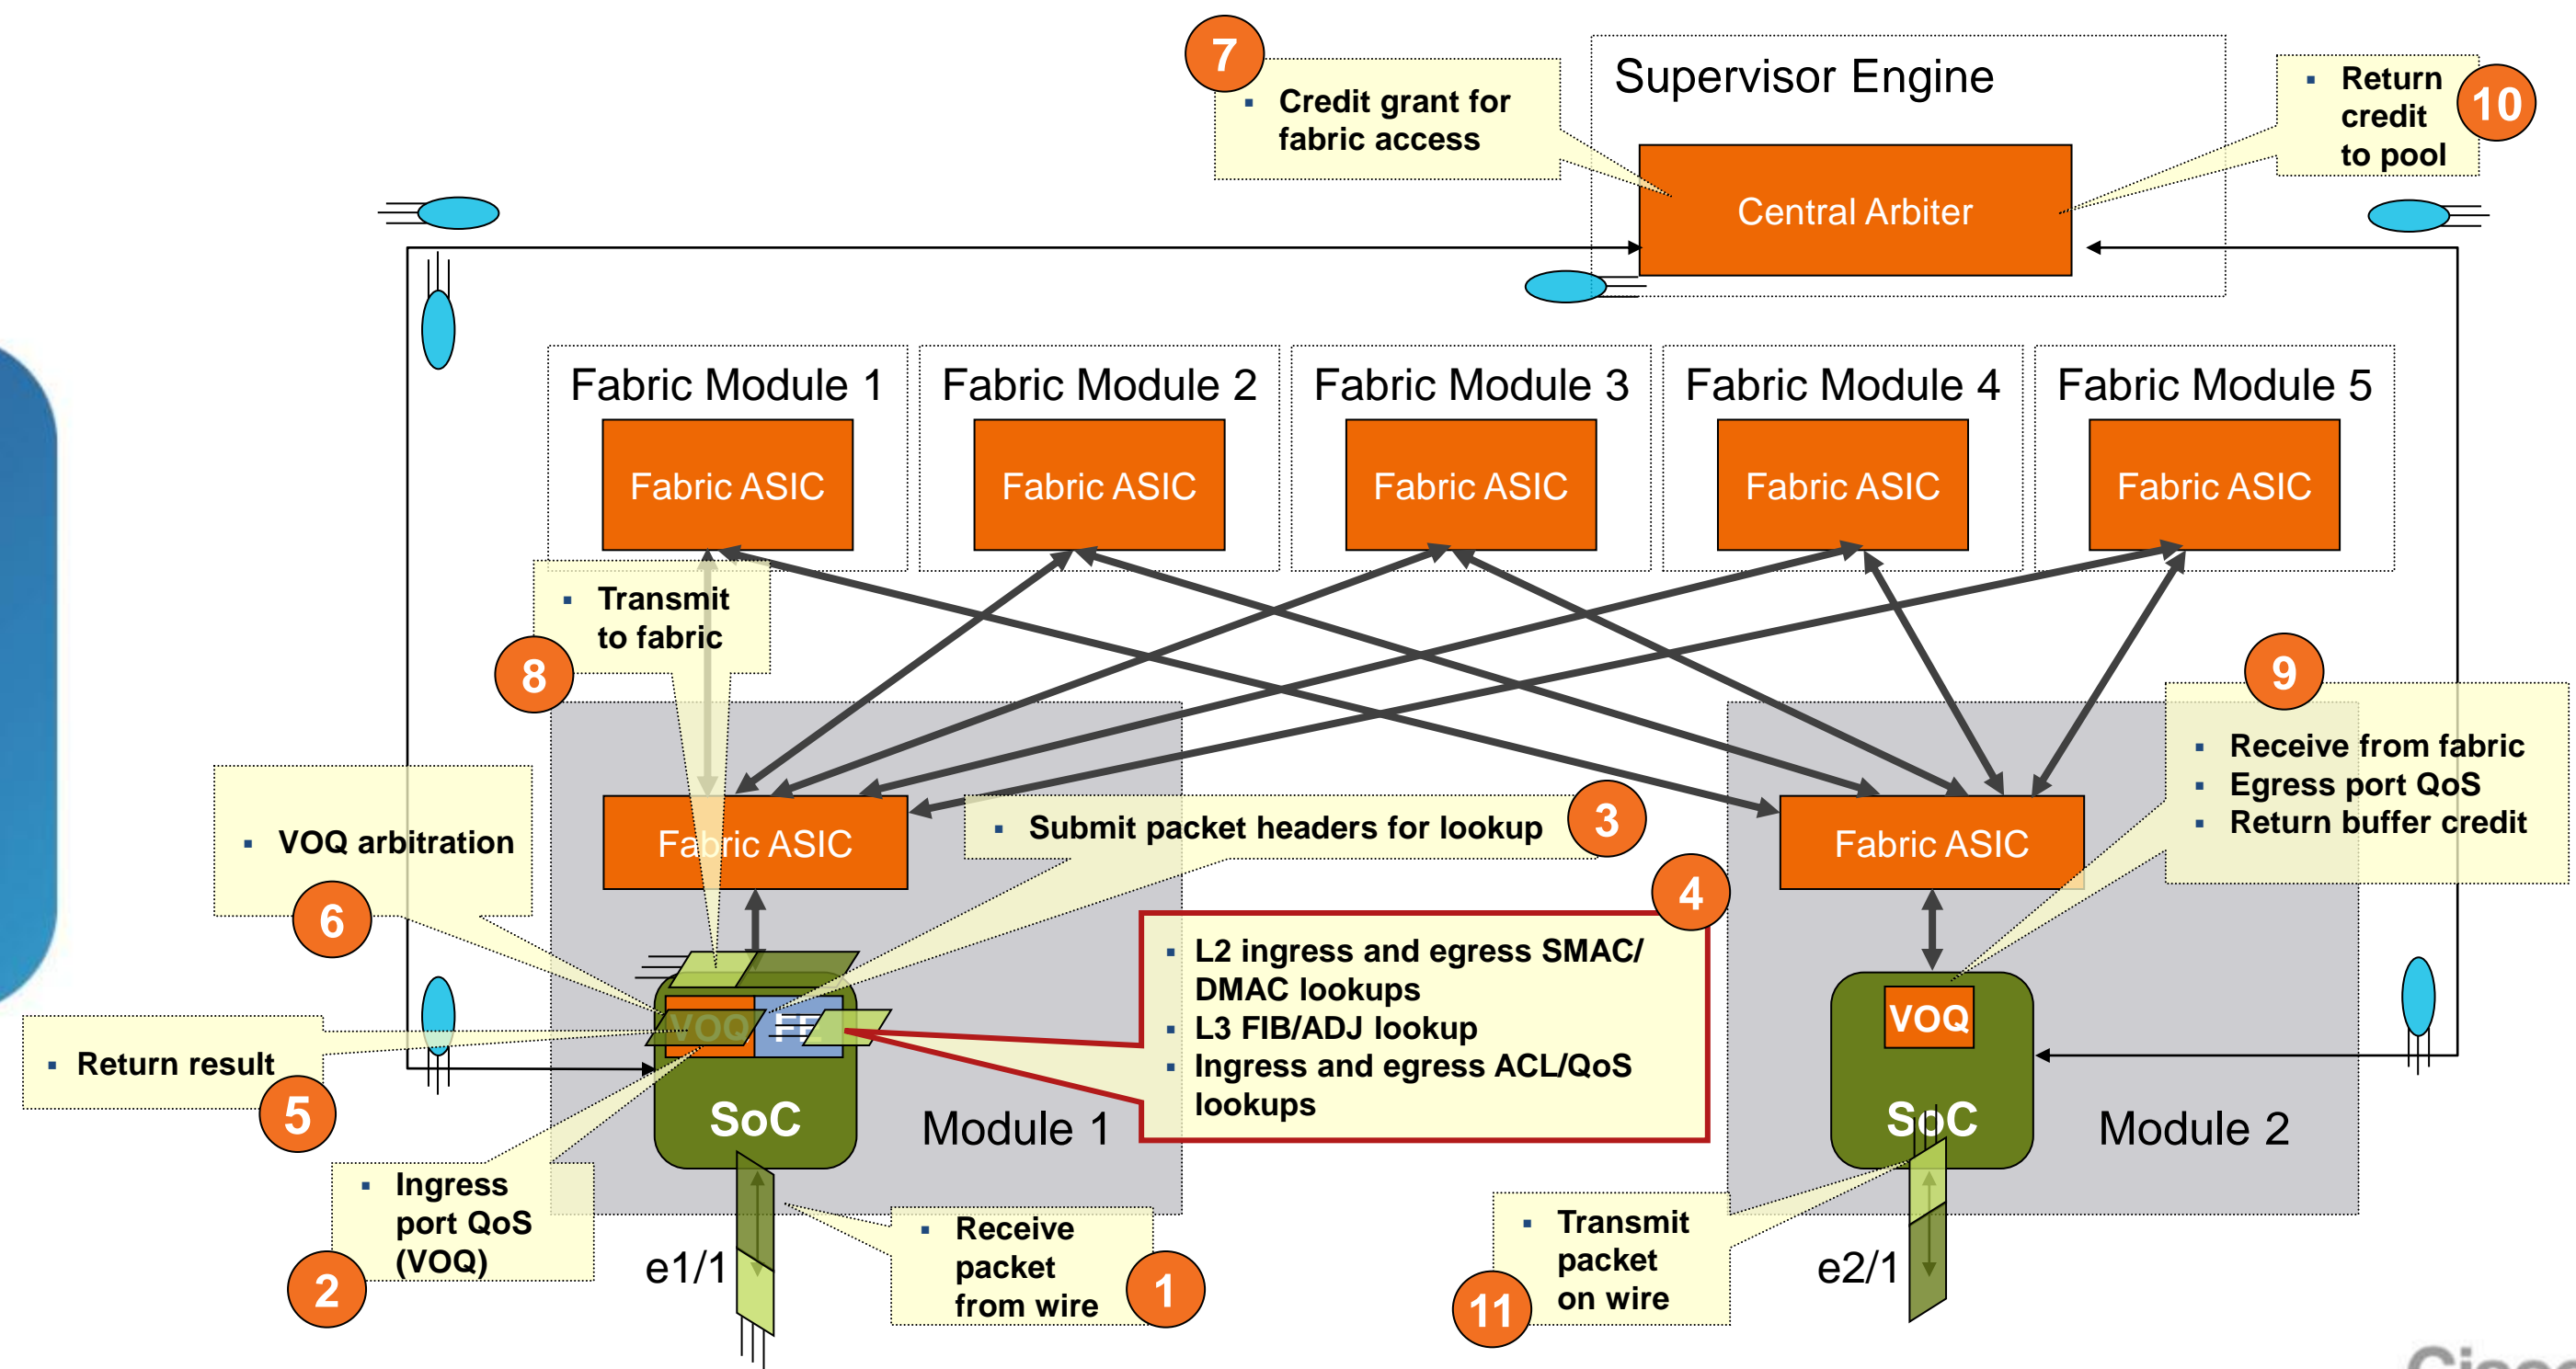 7
▪ Credit grant for
fabric access
Supervisor Engine
▪ Return
credit
to pool
10
Central Arbiter
Fabric Module 1
Fabric Module 2
Fabric Module 3
Fabric Module 4
Fabric Module 5
Fabric ASIC
Fabric ASIC
Fabric ASIC
Fabric ASIC
Fabric ASIC
▪ Transmit
to fabric
8
9
▪ Receive from fabric
▪ Egress port QoS
▪ Return buffer credit
▪ VOQ arbitration
6
Fabric ASIC
▪ Submit packet headers for lookup
3
Fabric ASIC
4
▪ L2 ingress and egress SMAC/
DMAC lookups
▪ L3 FIB/ADJ lookup
▪ Ingress and egress ACL/QoS
lookups
VOQ
FE
VOQ
▪ Return result
5
SoC
Module 1
SoC
Module 2
▪ Ingress
port QoS
(VOQ)
2
e1/1
▪ Receive
packet
from wire
1
▪ Transmit
packet
on wire
11
e2/1